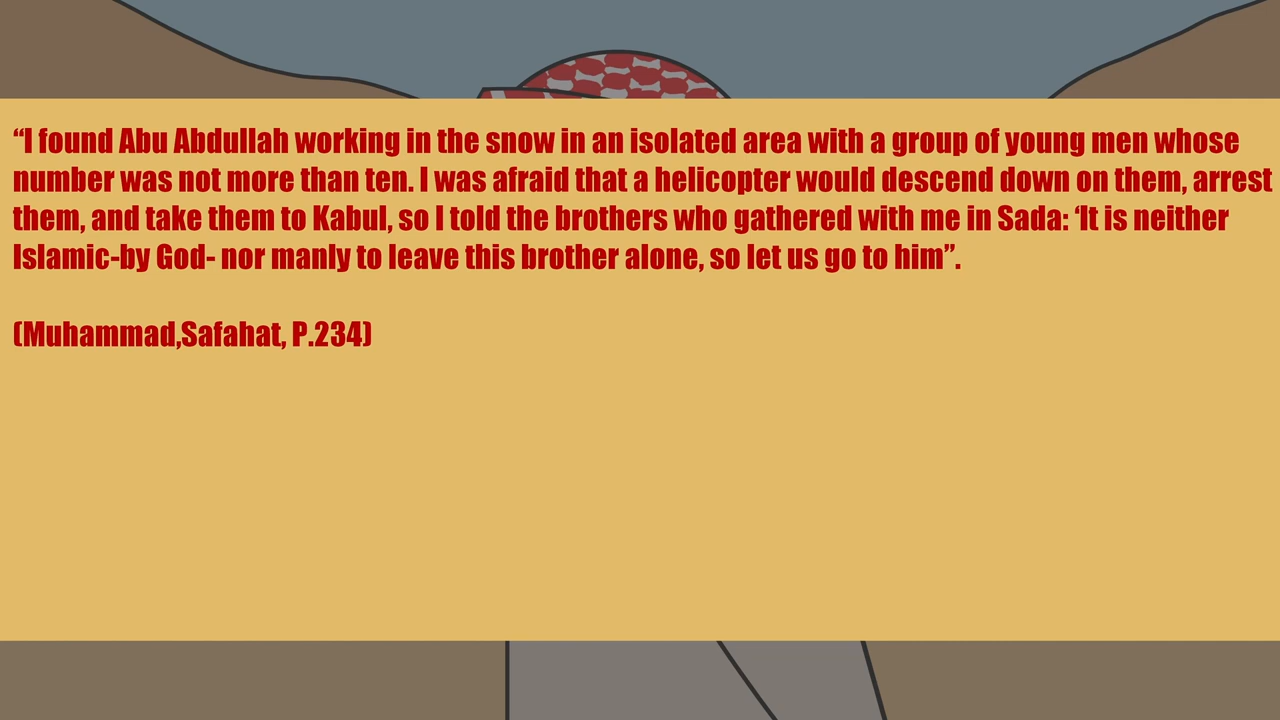 “I found Abu Abdullah working in the snow in an isolated area with a group of young men whose
number was not more than ten. I was afraid that a helicopter would descend down on them, arrest
them, and take them to Kabul, so I told the brothers who gathered with me in Sada: ‘It is neither
Islamic-by God- nor manly to leave this brother alone, so let us go to him”.
(Muhammad,Safahat, P.234)